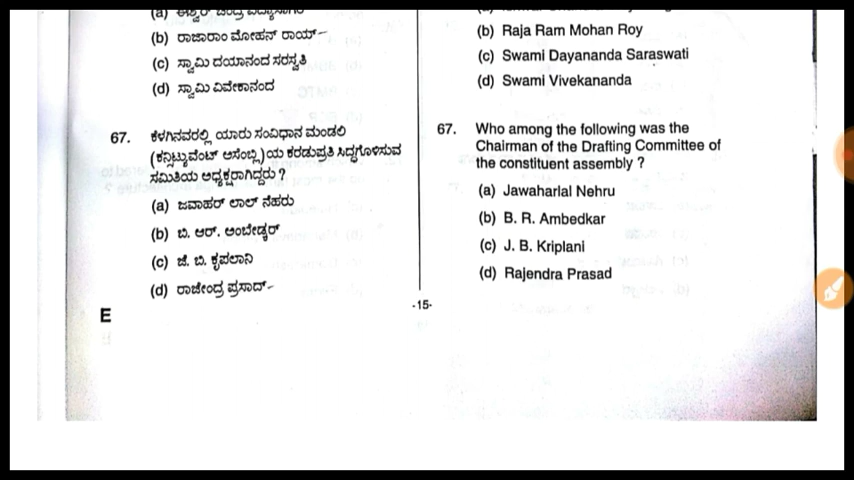 (b) ರಾಜಾರಾಂ ಮೋಹನ್ ರಾಯ್
(c) ಸ್ವಾಮಿ ದಯಾನಂದ ಸರಸ್ವತಿ
(d) ಸ್ವಾಮಿ ವಿವೇಕಾನಂದ
67. ಕೆಳಗಿನವರಲ್ಲಿ ಯಾರು ಸಂವಿಧಾನ ಮಂಡಲಿ
(ಕನ್ಸಿಟ್ಯುವೆಂಟ್ ಅಸೆಂಬ್ಲಿ)ಯ ಕರಡುಪ್ರತಿ ಸಿದ್ಧಗೊಳಿಸುವ
ಸಮಿತಿಯ ಅಧ್ಯಕ್ಷರಾಗಿದ್ದರು ?
(a) ಜವಾಹರ್ ಲಾಲ್ ನೆಹರು
(b) ಬಿ. ಆರ್. ಅಂಬೇಡ್ಕರ್
(c) ಜೆ. ಬಿ. ಕೃಪಲಾನಿ
(d) ರಾಜೇಂದ್ರ ಪ್ರಸಾದ್
E
(b) Raja Ram Mohan Roy
(c) Swami Dayananda Saraswati
(d) Swami Vivekananda
67. Who among the following was the
Chairman of the Drafting Committee of
the constituent assembly ?
(a) Jawaharlal Nehru
(b) B. R. Ambedkar
(c) J. B. Kriplani
(d) Rajendra Prasad
-15-